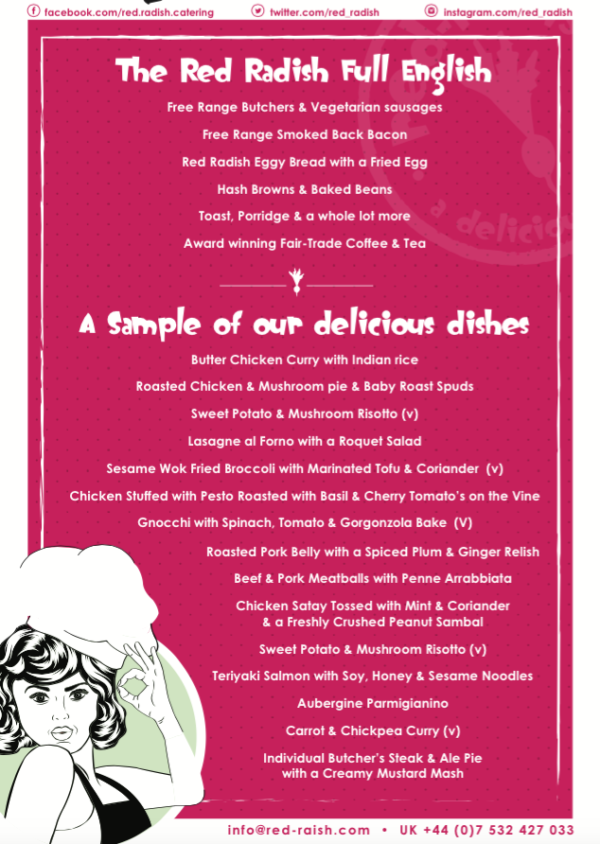 facebook.com/red.radish.catering twitter.com/red_radish instagram.com/red_radish
The Red Radish Full English
Free Range Butchers & Vegetarian sausages
Free Range Smoked Back Bacon
Red Radish Eggy Bread with a Fried Egg
Hash Browns & Baked Beans
Toast, Porridge & a whole lot more
Award winning Fair-Trade Coffee & Tea
A Sample of our delicious dishes
Butter Chicken Curry with Indian rice
Roasted Chicken & Mushroom pie & Baby Roast Spuds
Sweet Potato & Mushroom Risotto (v)
Lasagne al Forno with a Roquet Salad
Sesame Wok Fried Broccoli with Marinated Tofu & Coriander (v)
Chicken Stuffed with Pesto Roasted with Basil & Cherry Tomato's on the Vine
Gnocchi with Spinach, Tomato & Gorgonzola Bake (V)
Roasted Pork Belly with a Spiced Plum & Ginger Relish
Beef & Pork Meatballs with Penne Arrabbiata
Chicken Satay Tossed with Mint & Coriander
& a Freshly Crushed Peanut Sambal
Sweet Potato & Mushroom Risotto (v)
Teriyaki Salmon with Soy, Honey & Sesame Noodles
Aubergine Parmigianino
Carrot & Chickpea Curry (v)
Individual Butcher's Steak & Ale Pie
with a Creamy Mustard Mash
info@red-raish.com • UK +44 (0)7 532 427 033